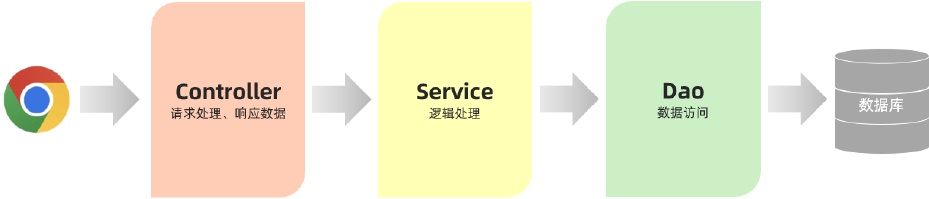 Controller
请求处理、响应数据
Service
逻辑处理
Dao
数据访问
数据库